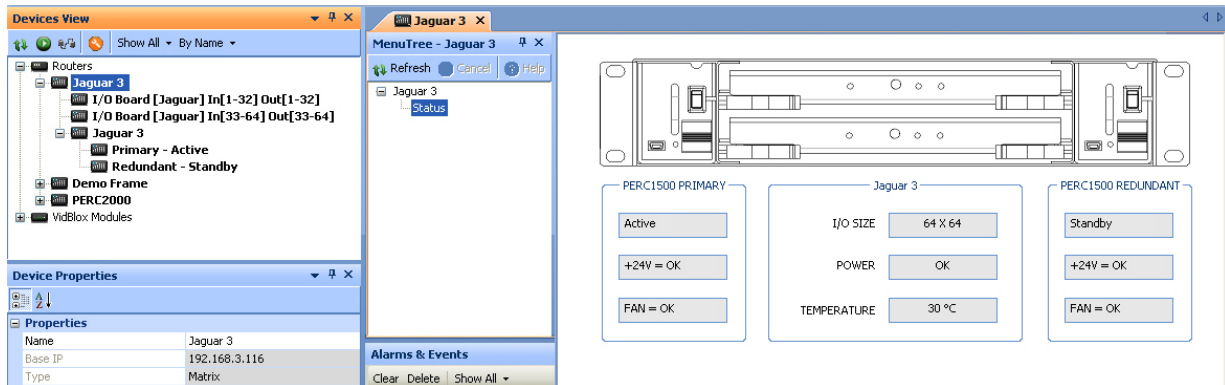 Devices View
Show All By Name
Routers
Jaguar 3
I/O Board [Jaguar] In[1-32] Out[1-32]
I/O Board [Jaguar] In[33-64] Out[33-64]
Jaguar 3
Primary - Active
Redundant - Standby
Demo Frame
PERC2000
VidBlox Modules
Device Properties
Properties
Name Jaguar 3
Base IP 192.168.3.116
Type Matrix
Jaguar 3
MenuTree - Jaguar 3
Refresh Cancel Help
Jaguar 3
Status
Alarms & Events
Clear Delete Show All
PERC1500 PRIMARY
Active
+24V = OK
FAN = OK
Jaguar 3
I/O SIZE 64 X 64
POWER OK
TEMPERATURE 30 °C
PERC1500 REDUNDANT
Standby
+24V = OK
FAN = OK